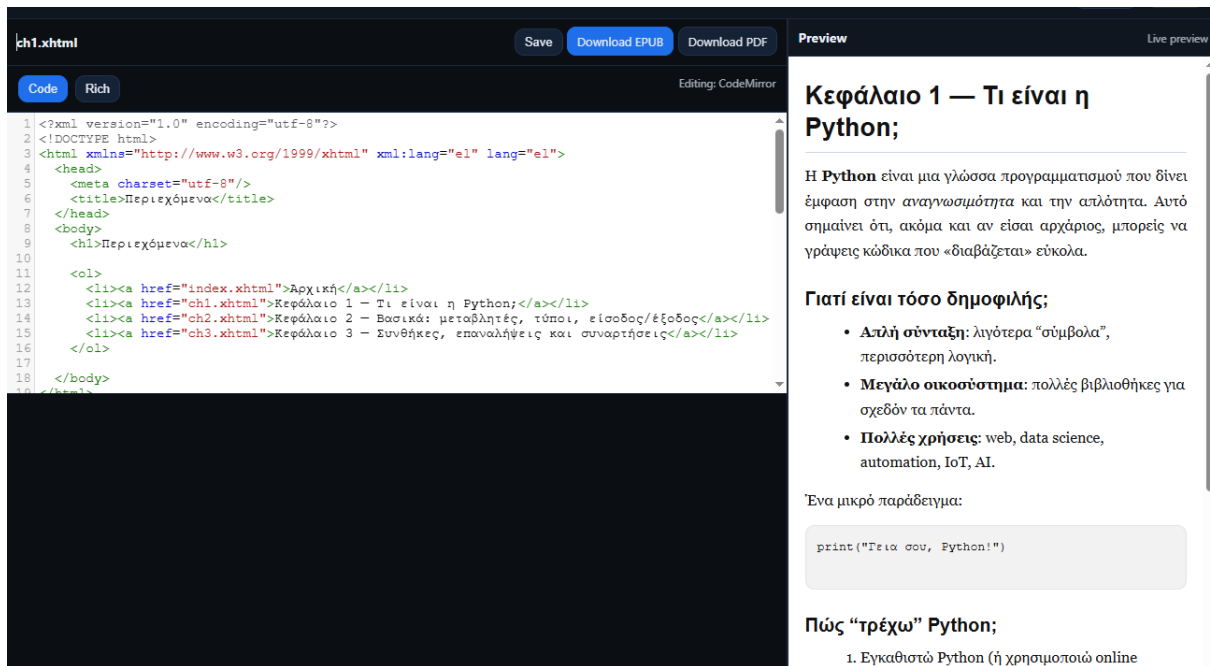 ch1.xhtml
Save
Download EPUB
Download PDF
Code
Rich
Editing: CodeMirror
1 <?xml version="1.0" encoding="utf-8"?>
2 <!DOCTYPE html>
3 <html xmlns="http://www.w3.org/1999/xhtml" xml:lang="el" lang="el">
4 <head>
5 <meta charset="utf-8"/>
6 <title>Περιεχόμενα</title>
7 </head>
8 <body>
9 <h1>Περιεχόμενα</h1>
10
11 <ol>
12 <li><a href="index.xhtml">Αρχική</a></li>
13 <li><a href="ch1.xhtml">Κεφάλαιο 1 — Τι είναι η Python;</a></li>
14 <li><a href="ch2.xhtml">Κεφάλαιο 2 — Βασικά: μεταβλητές, τύποι, είσοδος/έξοδος</a></li>
15 <li><a href="ch3.xhtml">Κεφάλαιο 3 — Συνθήκες, επαναλήψεις και συναρτήσεις</a></li>
16 </ol>
17
18 </body>
19 </html>
Preview
Live preview
Κεφάλαιο 1 — Τι είναι η
Python;
Η Python είναι μια γλώσσα προγραμματισμού που δίνει
έμφαση στην αναγνωσιμότητα και την απλότητα. Αυτό
σημαίνει ότι, ακόμα και αν είσαι αρχάριος, μπορείς να
γράψεις κώδικα που «διαβάζεται» εύκολα.
Γιατί είναι τόσο δημοφιλής;
• Απλή σύνταξη: λιγότερα “σύμβολα”,
περισσότερη λογική.
• Μεγάλο οικοσύστημα: πολλές βιβλιοθήκες για
σχεδόν τα πάντα.
• Πολλές χρήσεις: web, data science,
automation, IoT, AI.
Ένα μικρό παράδειγμα:
print("Γεια σου, Python!")
Πώς “τρέχω” Python;
1. Εγκαθιστώ Python (ή χρησιμοποιώ online